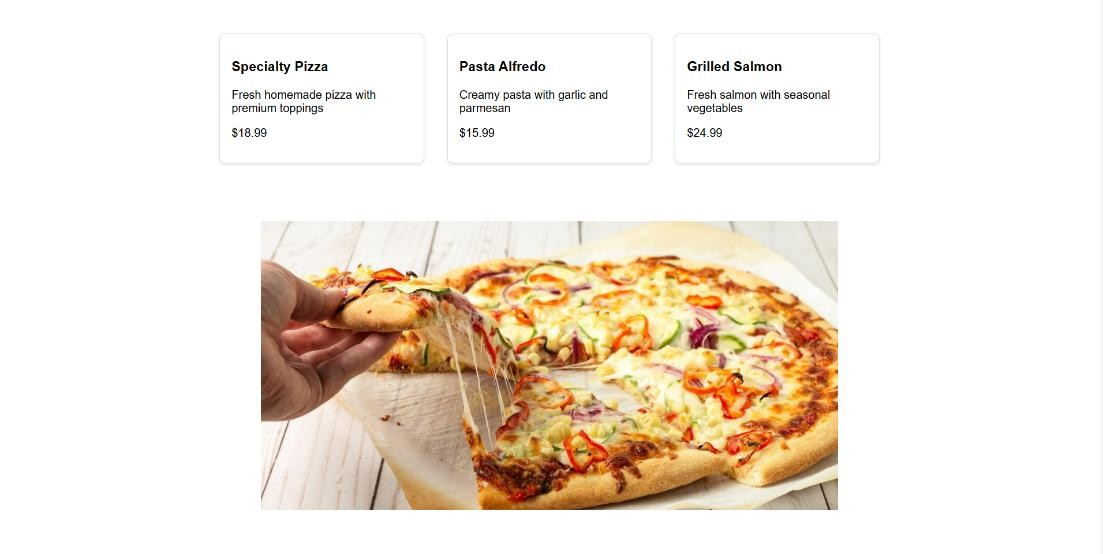 Specialty Pizza
Fresh homemade pizza with
premium toppings
$18.99
Pasta Alfredo
Creamy pasta with garlic and
parmesan
$15.99
Grilled Salmon
Fresh salmon with seasonal
vegetables
$24.99